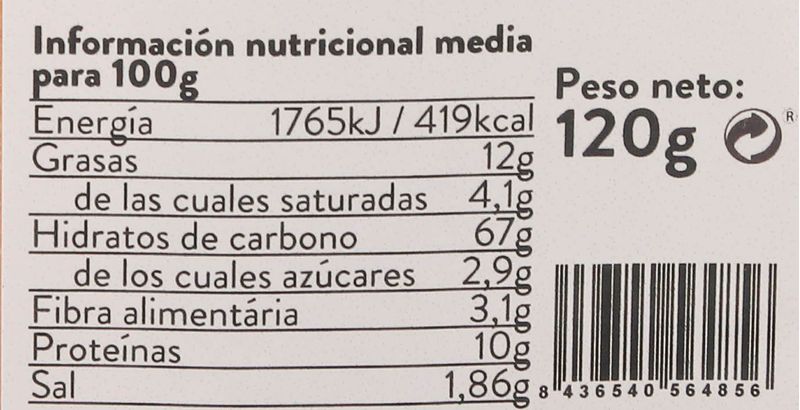 Información nutricional media
para 100g
Energía 1765kJ / 419kcal
Grasas 12g
de las cuales saturadas 4,1g
Hidratos de carbono 67g
de los cuales azúcares 2,9g
Fibra alimentária 3,1g
Proteínas 10g
Sal 1,86g
Peso neto:
120g ®
8 436540 564856